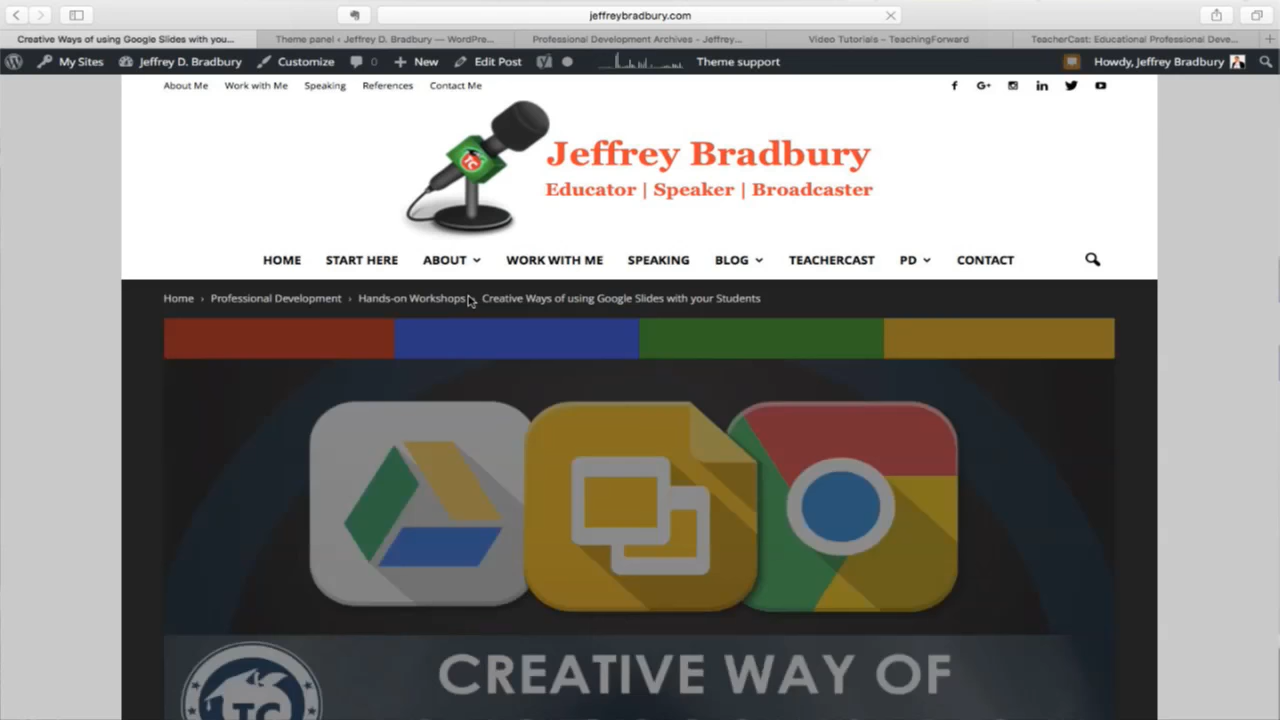 jeffreybradbury.com
Creative Ways of using Google Slides with you...
Theme panel ‹ Jeffrey D. Bradbury — WordPre...
Professional Development Archives - Jeffrey...
Video Tutorials – TeachingForward
TeacherCast: Educational Professional Deve...
My Sites
Jeffrey D. Bradbury
Customize
0
New
Edit Post
Theme support
Howdy, Jeffrey Bradbury
About Me
Work with Me
Speaking
References
Contact Me
TC
Jeffrey Bradbury
Educator | Speaker | Broadcaster
HOME
START HERE
ABOUT
WORK WITH ME
SPEAKING
BLOG
TEACHERCAST
PD
CONTACT
Home › Professional Development › Hands-on Workshops › Creative Ways of using Google Slides with your Students
CREATIVE WAY OF
TC